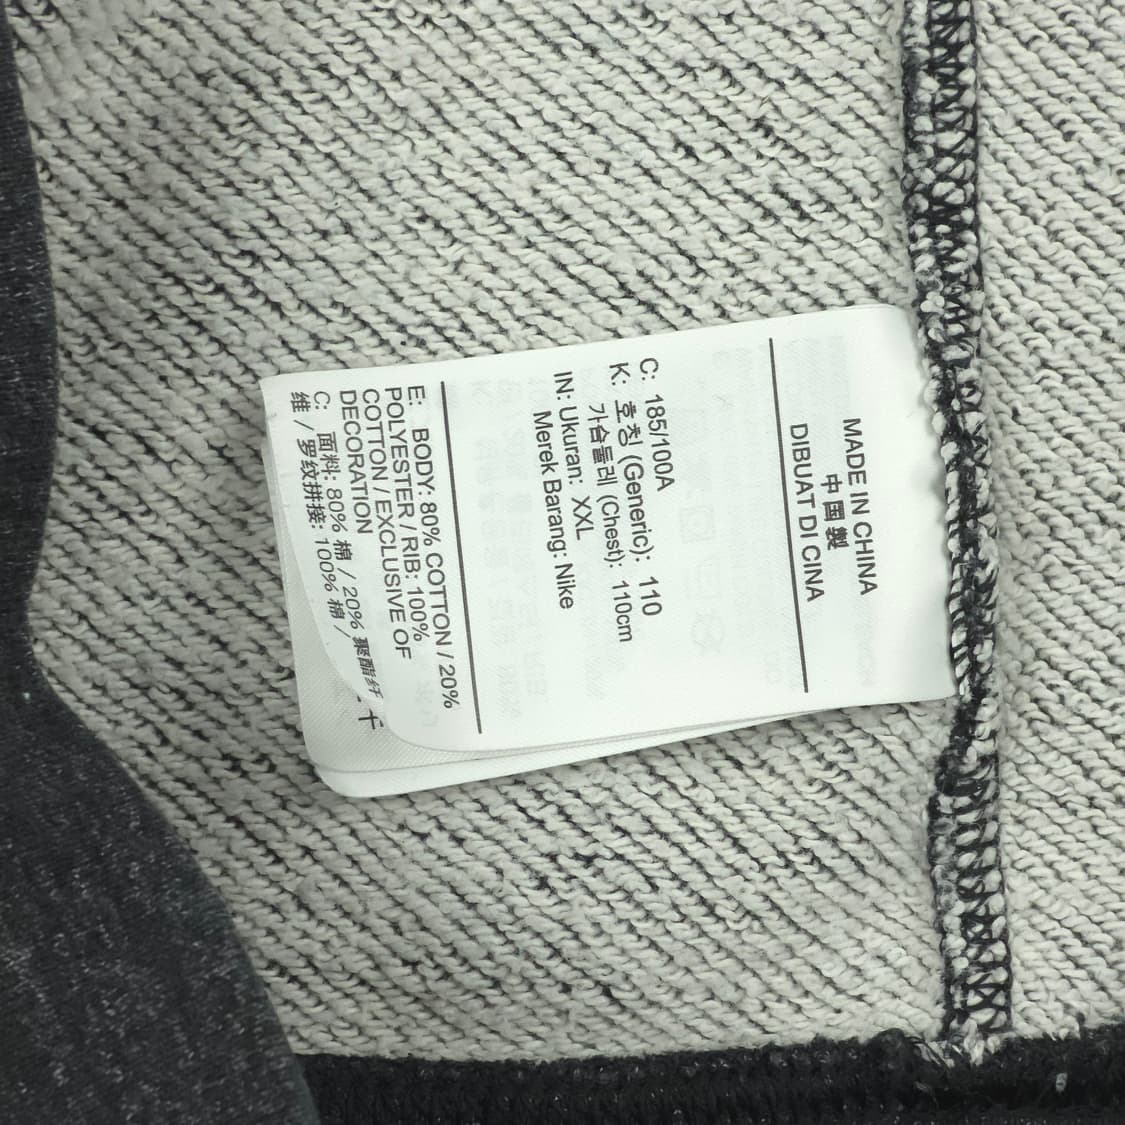 MADE IN CHINA
中国製
DIBUAT DI CINA
C: 185/100A
K: 호칭 (Generic): 110
가슴둘레 (Chest): 110cm
IN: Ukuran: XXL
Merek Barang: Nike
E: BODY: 80% COTTON / 20%
POLYESTER / RIB: 100%
COTTON / EXCLUSIVE OF
DECORATION
C: 面料: 80% 棉 / 20% 聚酯纤
维 / 罗纹拼接: 100% 棉 /